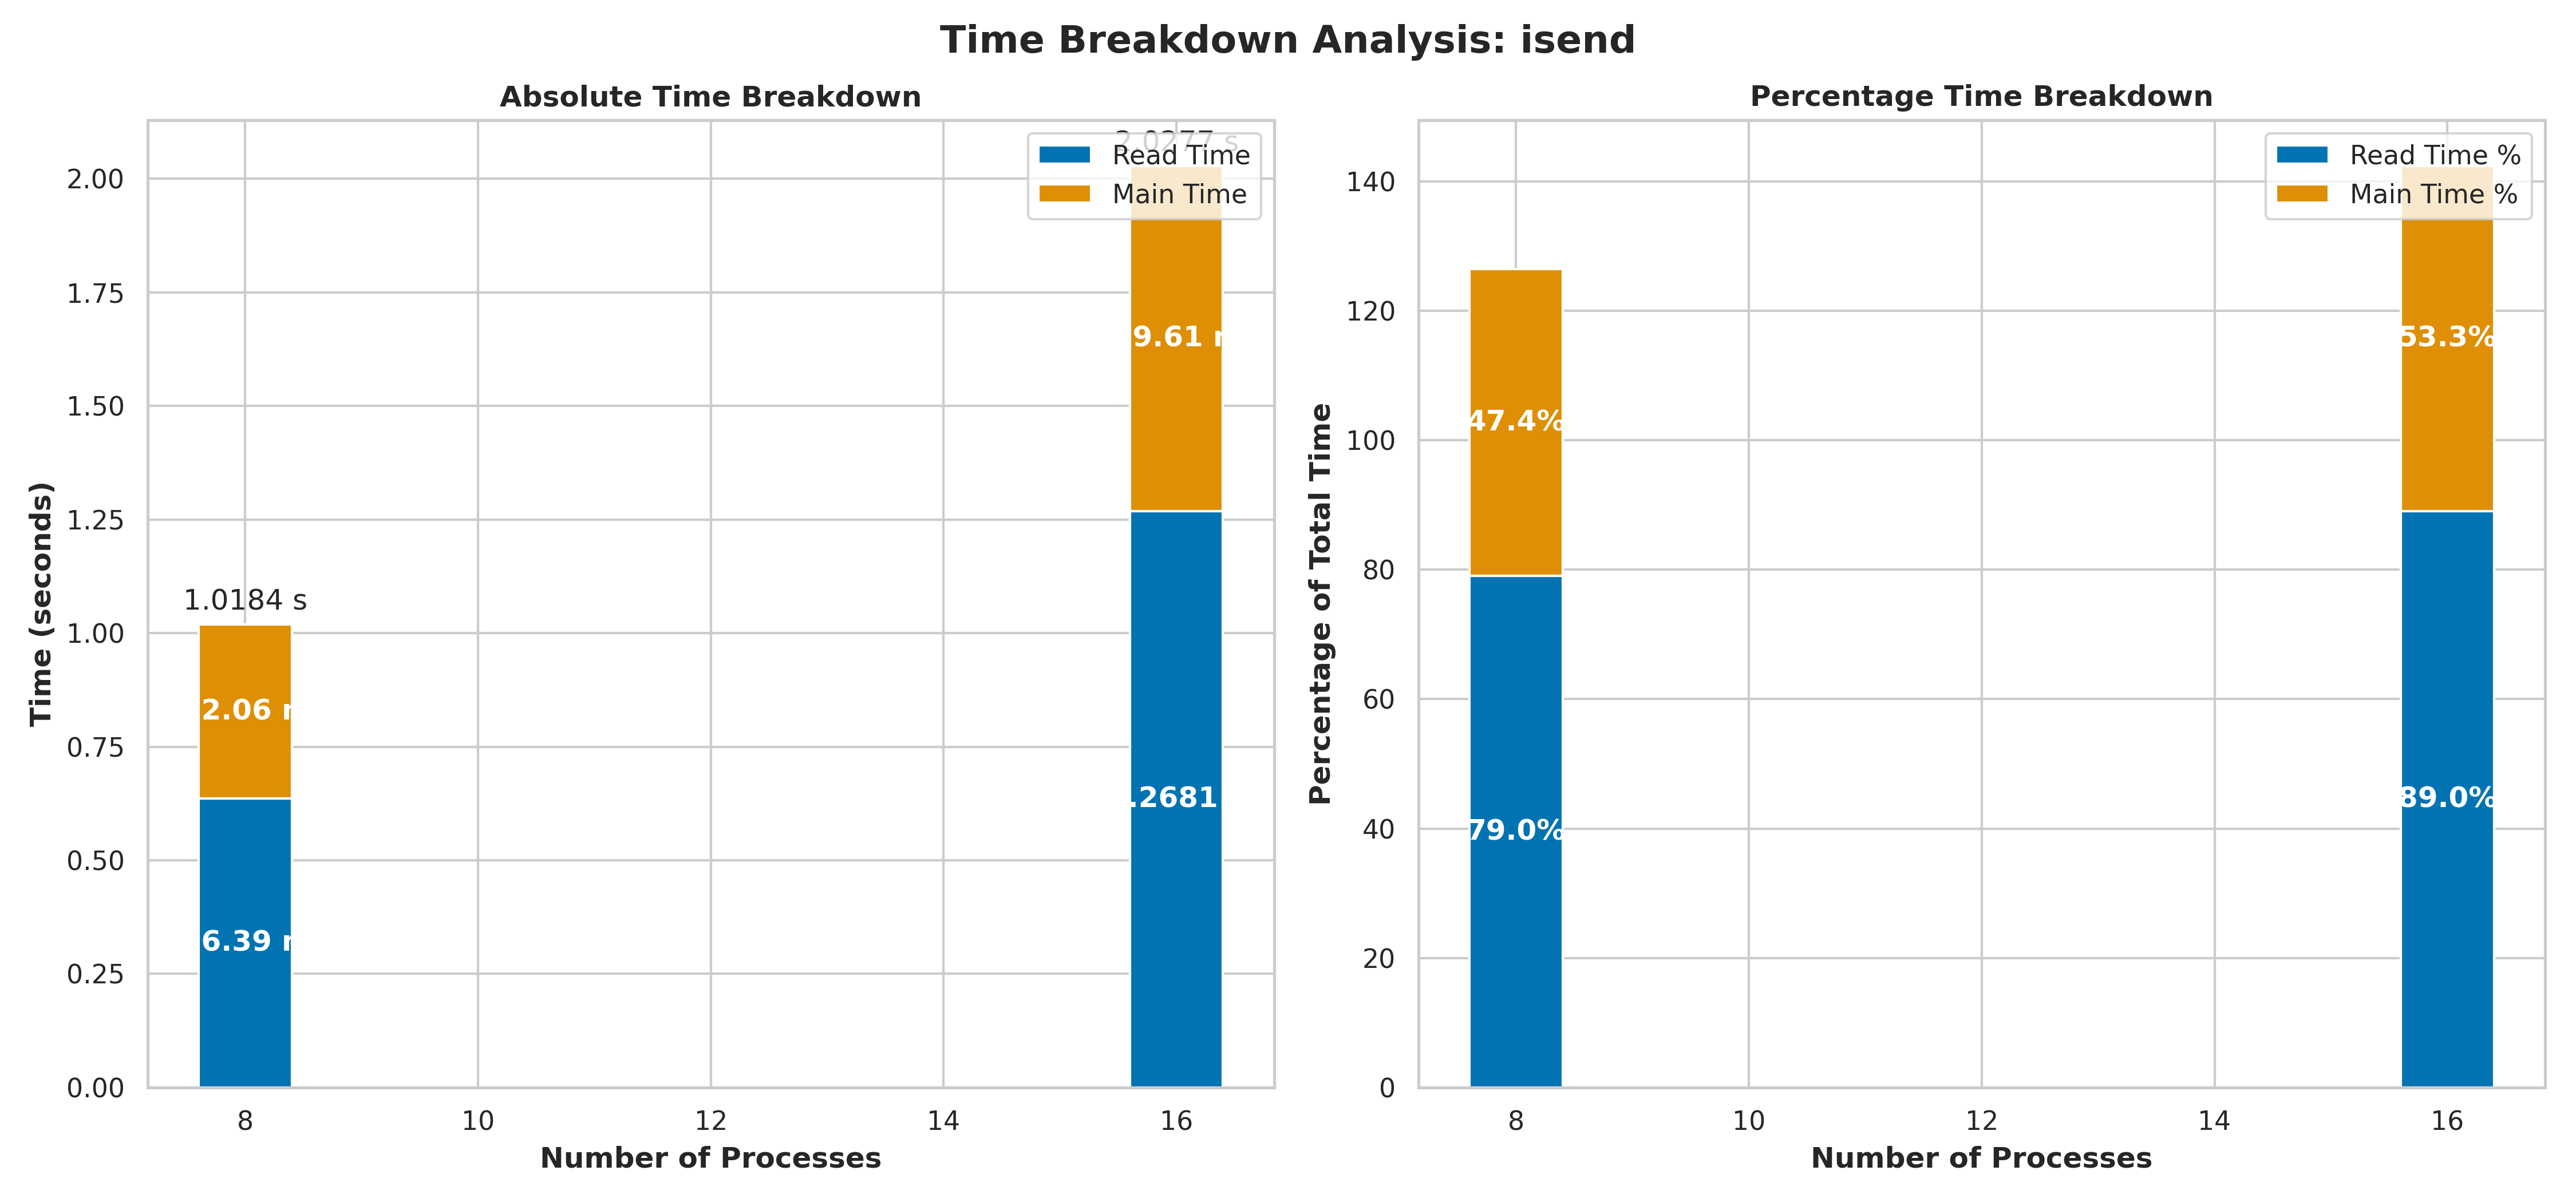 Time Breakdown Analysis: isend
Absolute Time Breakdown
Time (seconds)
2.00
1.75
1.50
1.25
1.00
0.75
0.50
0.25
0.00
8
10
12
14
16
Number of Processes
1.0184 s
2.06
6.39
2.0277 s
9.61
.2681
Read Time
Main Time
Percentage Time Breakdown
Percentage of Total Time
140
120
100
80
60
40
20
0
8
10
12
14
16
Number of Processes
47.4%
79.0%
53.3%
89.0%
Read Time %
Main Time %